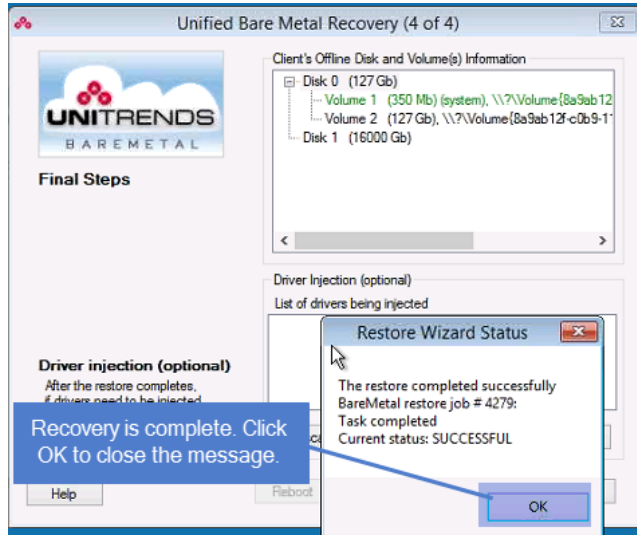 Unified Bare Metal Recovery (4 of 4)
UNITRENDS
BAREMETAL
Final Steps
Client's Offline Disk and Volume(s) Information
Disk 0 (127 Gb)
Volume 1 (350 Mb) (system), \\?\Volume{8a9ab12
Volume 2 (127 Gb), \\?\Volume{8a9ab12f-c0b9-1
Disk 1 (16000 Gb)
Driver Injection (optional)
List of drivers being injected
Driver injection (optional)
After the restore completes,
if drivers need to be injected
Restore Wizard Status
The restore completed successfully
BareMetal restore job # 4279:
Task completed
Current status: SUCCESSFUL
OK
Recovery is complete. Click
OK to close the message.
Help
Reboot